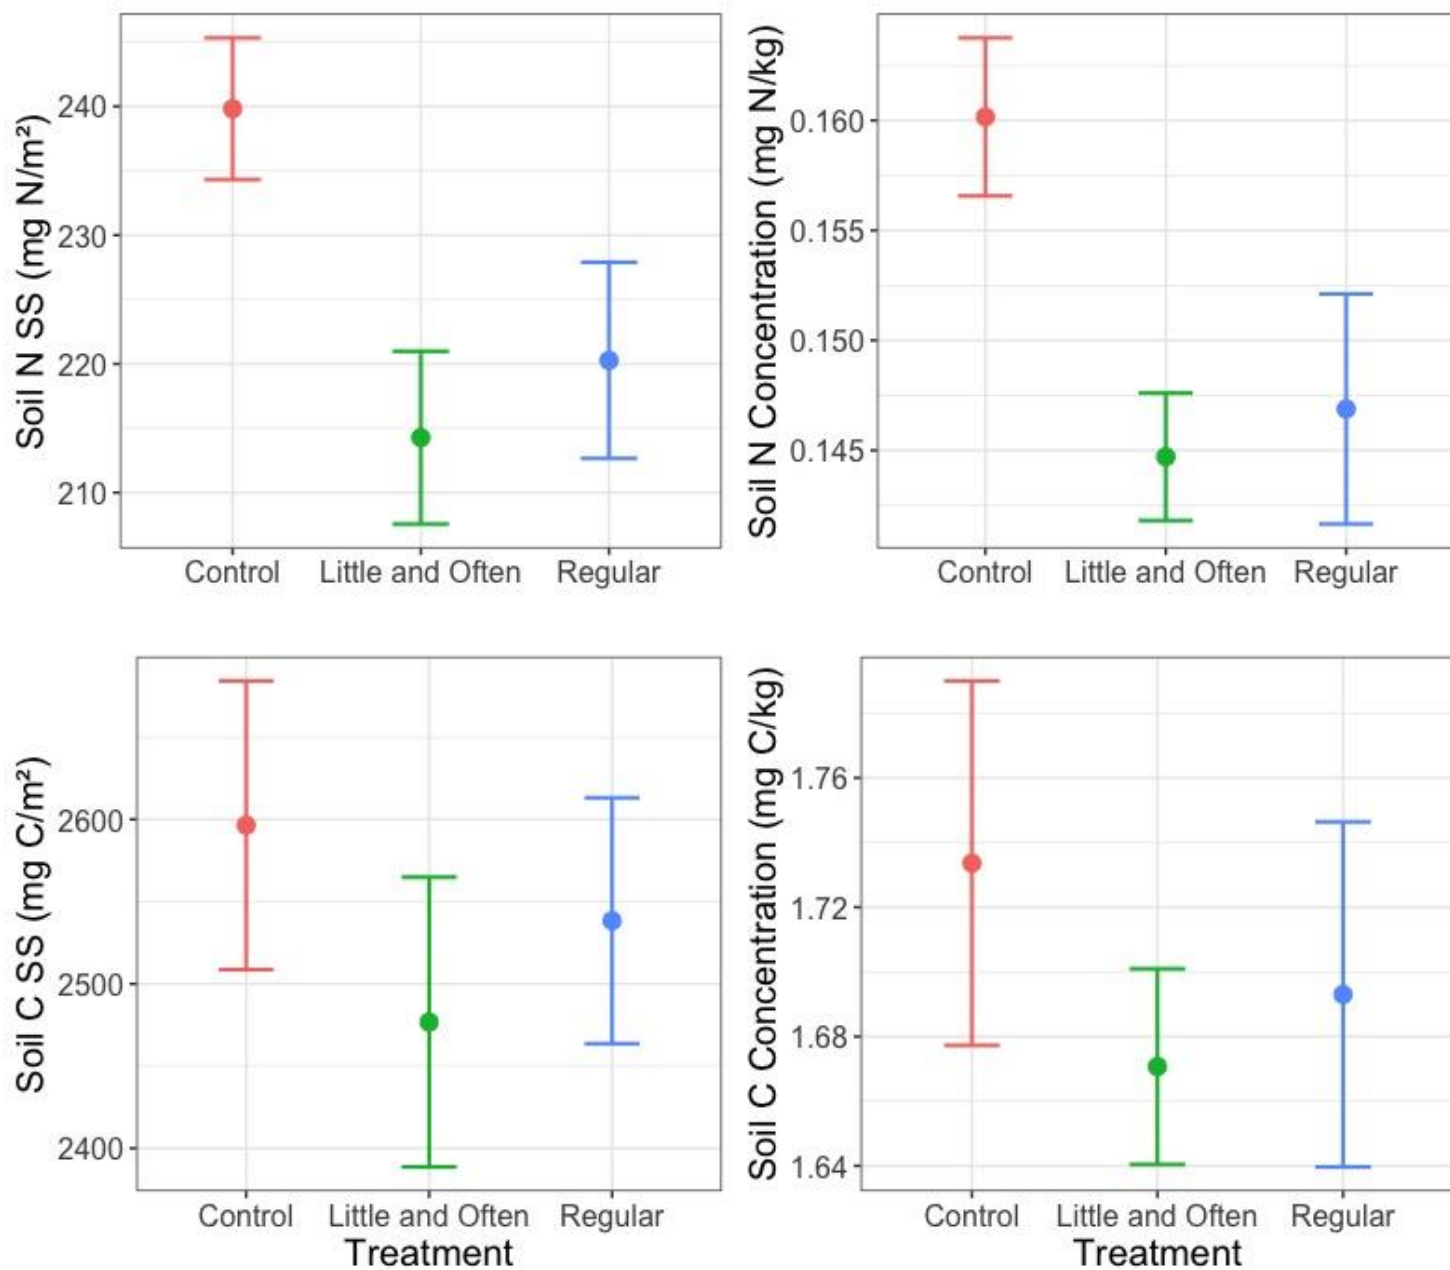 Soil N SS (mg N/m²)
240
230
220
210
Control Little and Often Regular
Soil N Concentration (mg N/kg)
0.160
0.155
0.150
0.145
Control Little and Often Regular
Soil C SS (mg C/m²)
2600
2500
2400
Control Little and Often Regular
Treatment
Soil C Concentration (mg C/kg)
1.76
1.72
1.68
1.64
Control Little and Often Regular
Treatment